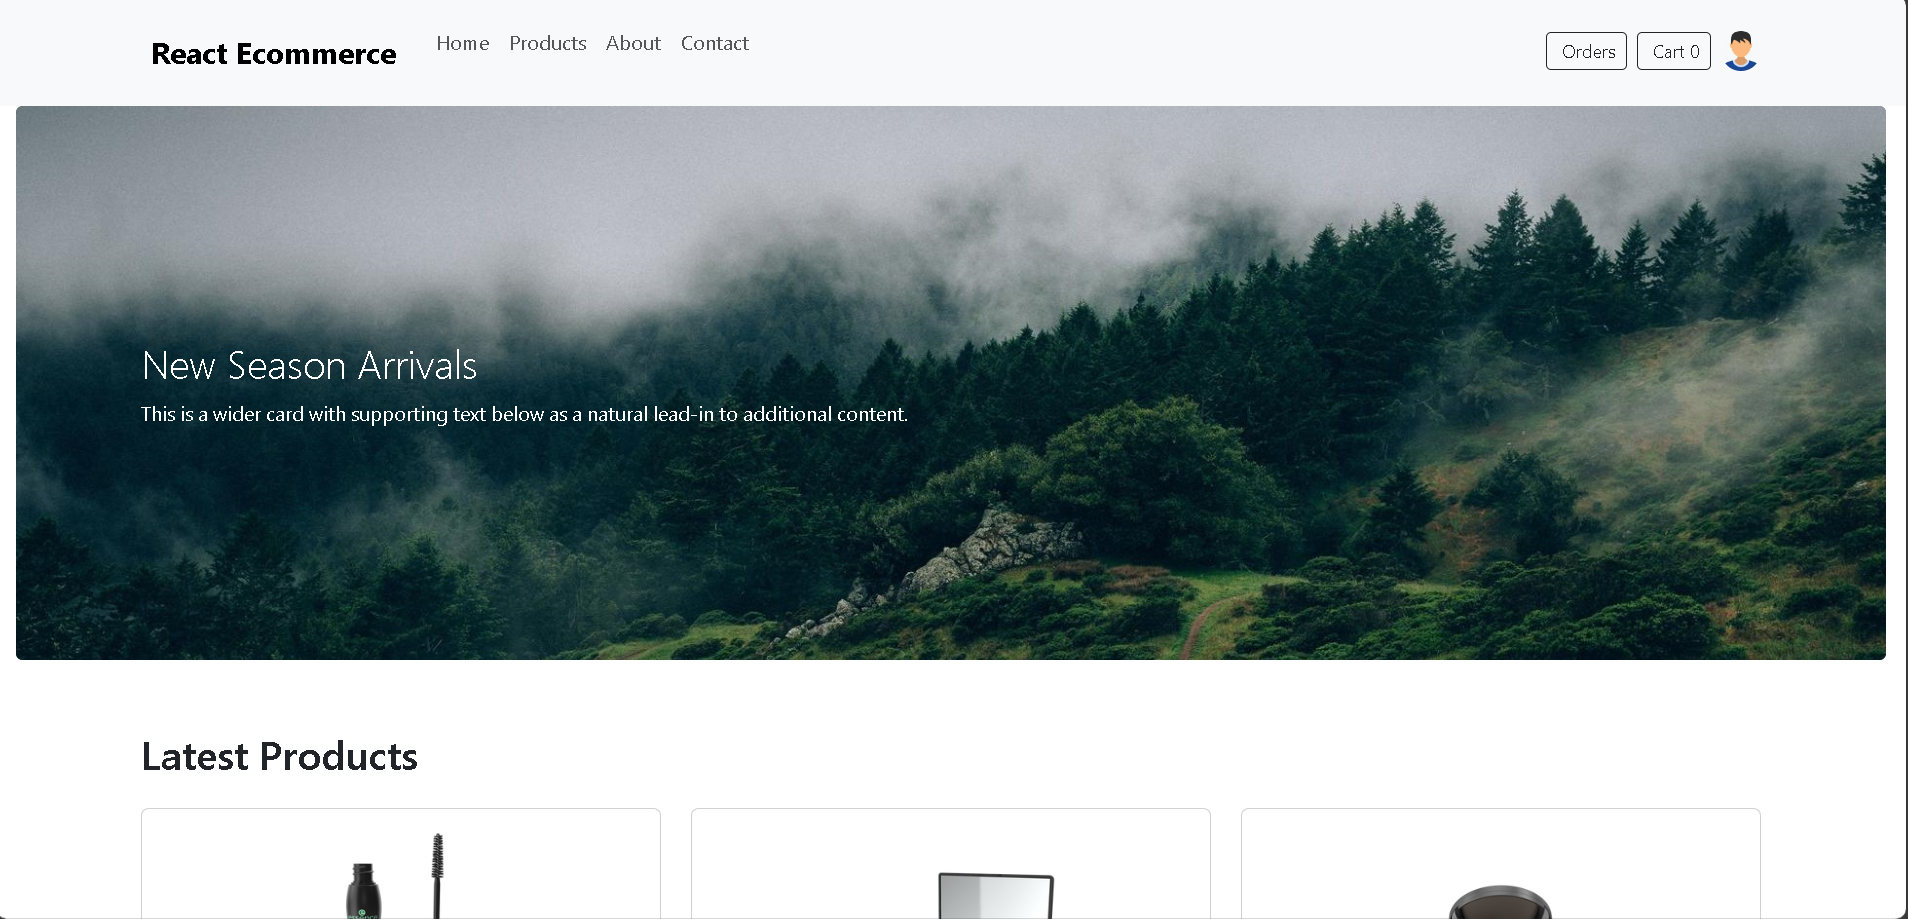 React Ecommerce
Home Products About Contact
Orders Cart 0
New Season Arrivals
This is a wider card with supporting text below as a natural lead-in to additional content.
Latest Products
essence